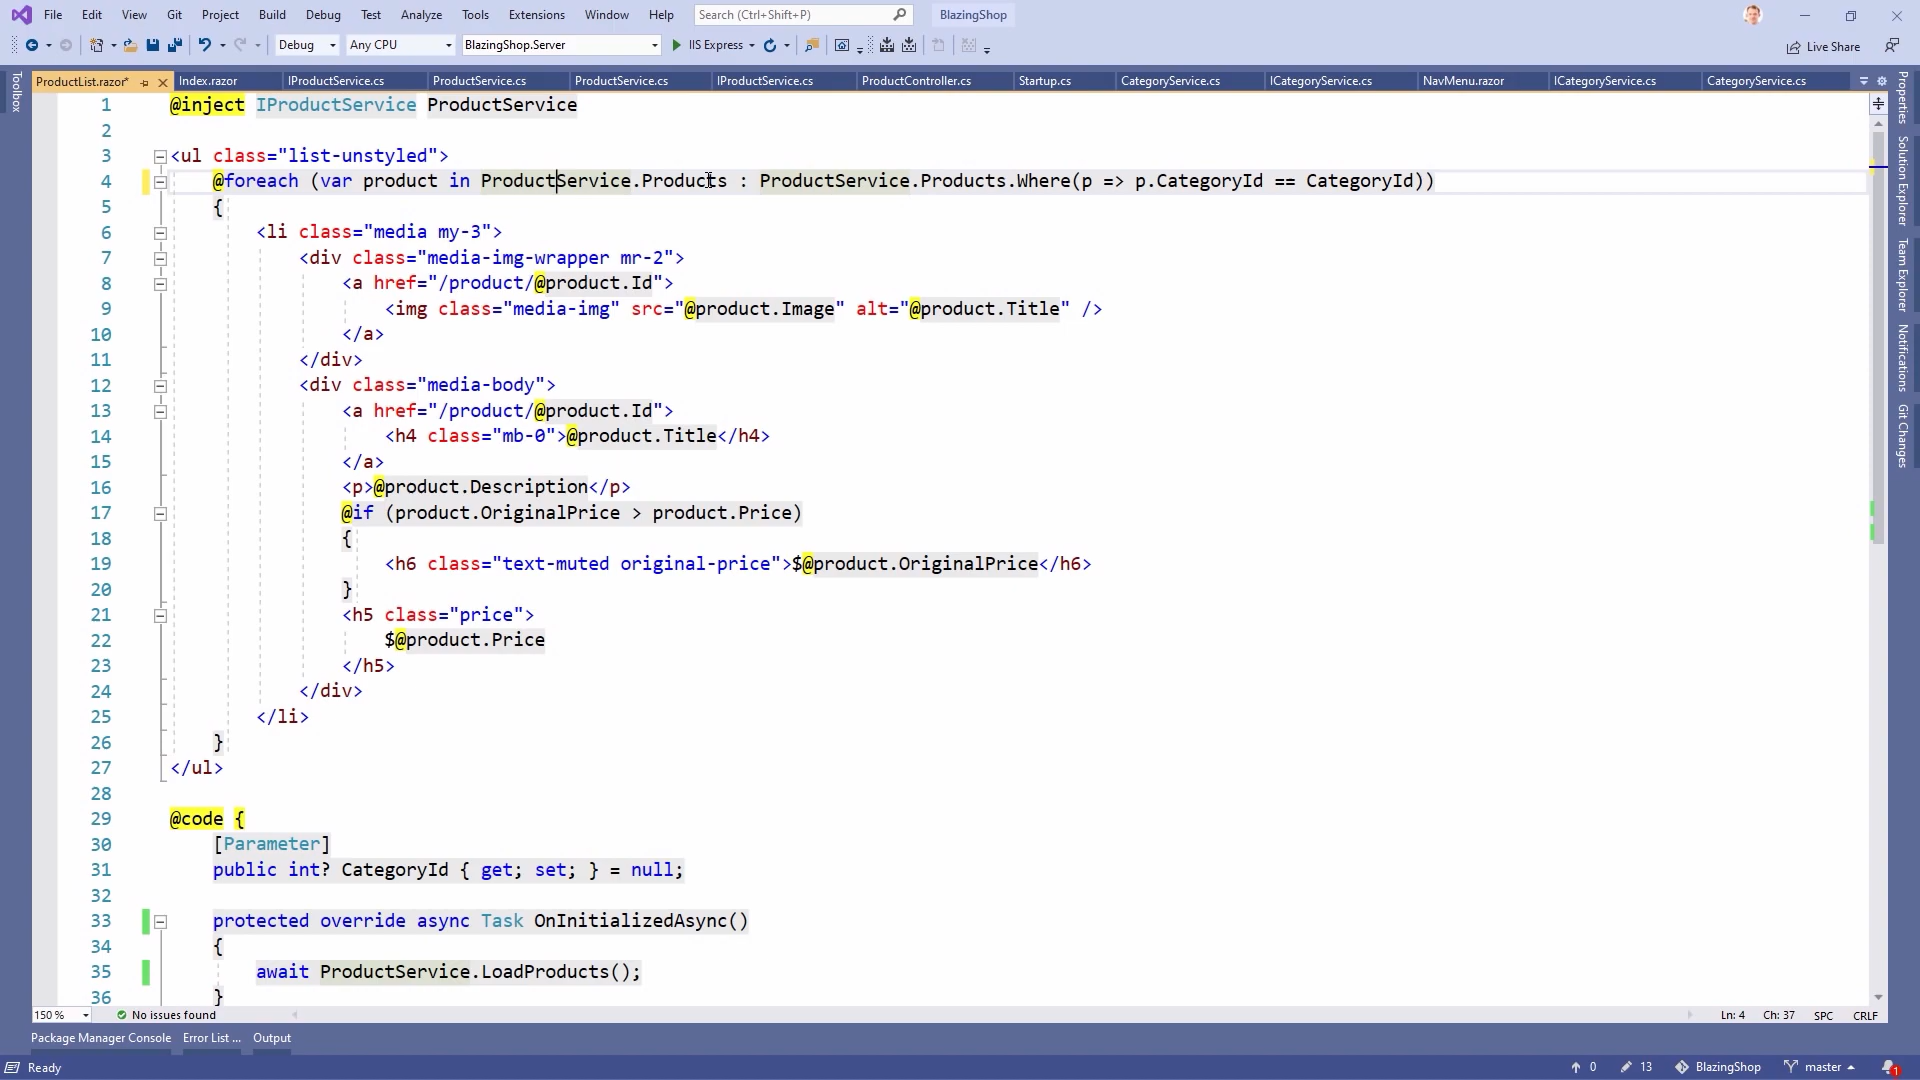 File Edit View Git Project Build Debug Test Analyze Tools Extensions Window Help Search (Ctrl+Shift+P) BlazingShop
Debug Any CPU BlazingShop.Server IIS Express Live Share
ProductList.razor* Index.razor IProductService.cs ProductService.cs ProductService.cs IProductService.cs ProductController.cs Startup.cs CategoryService.cs ICategoryService.cs NavMenu.razor ICategoryService.cs CategoryService.cs
Toolbox
Properties
Solution Explorer
Team Explorer
Notifications
Git Changes
1 @inject IProductService ProductService
2
3 <ul class="list-unstyled">
4 @foreach (var product in ProductService.Products : ProductService.Products.Where(p => p.CategoryId == CategoryId))
5 {
6 <li class="media my-3">
7 <div class="media-img-wrapper mr-2">
8 <a href="/product/@product.Id">
9 <img class="media-img" src="@product.Image" alt="@product.Title" />
10 </a>
11 </div>
12 <div class="media-body">
13 <a href="/product/@product.Id">
14 <h4 class="mb-0">@product.Title</h4>
15 </a>
16 <p>@product.Description</p>
17 @if (product.OriginalPrice > product.Price)
18 {
19 <h6 class="text-muted original-price">$@product.OriginalPrice</h6>
20 }
21 <h5 class="price">
22 $@product.Price
23 </h5>
24 </div>
25 </li>
26 }
27 </ul>
28
29 @code {
30 [Parameter]
31 public int? CategoryId { get; set; } = null;
32
33 protected override async Task OnInitializedAsync()
34 {
35 await ProductService.LoadProducts();
36 }
150 % No issues found Ln: 4 Ch: 37 SPC CRLF
Package Manager Console Error List ... Output
Ready 0 13 BlazingShop master 1